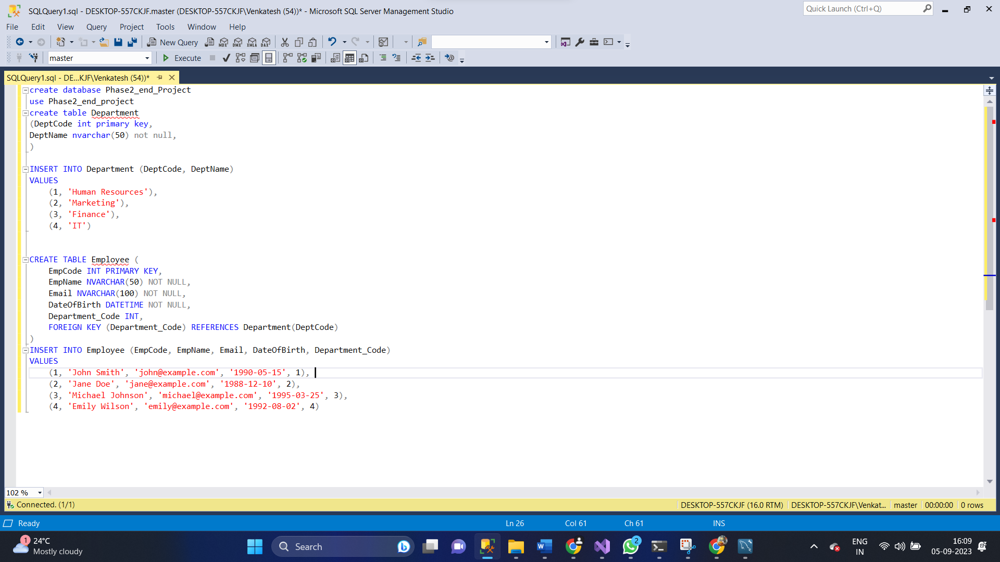 SQLQuery1.sql - DESKTOP-557CKJF.master (DESKTOP-557CKJF\Venkatesh (54))* - Microsoft SQL Server Management Studio
Quick Launch (Ctrl+Q)
File Edit View Query Project Tools Window Help
New Query MDX DMX XMLA DAX
master Execute
SQLQuery1.sql - DE...KJF\Venkatesh (54))*
create database Phase2_end_Project
use Phase2_end_project
create table Department
(DeptCode int primary key,
DeptName nvarchar(50) not null,
)
INSERT INTO Department (DeptCode, DeptName)
VALUES
(1, 'Human Resources'),
(2, 'Marketing'),
(3, 'Finance'),
(4, 'IT')
CREATE TABLE Employee (
EmpCode INT PRIMARY KEY,
EmpName NVARCHAR(50) NOT NULL,
Email NVARCHAR(100) NOT NULL,
DateOfBirth DATETIME NOT NULL,
Department_Code INT,
FOREIGN KEY (Department_Code) REFERENCES Department(DeptCode)
)
INSERT INTO Employee (EmpCode, EmpName, Email, DateOfBirth, Department_Code)
VALUES
(1, 'John Smith', 'john@example.com', '1990-05-15', 1),
(2, 'Jane Doe', 'jane@example.com', '1988-12-10', 2),
(3, 'Michael Johnson', 'michael@example.com', '1995-03-25', 3),
(4, 'Emily Wilson', 'emily@example.com', '1992-08-02', 4)
102 %
Connected. (1/1) DESKTOP-557CKJF (16.0 RTM) DESKTOP-557CKJF\Venkat... master 00:00:00 0 rows
Ready Ln 26 Col 61 Ch 61 INS
1 24°C
Mostly cloudy
Search
2
ENG
IN
16:09
05-09-2023